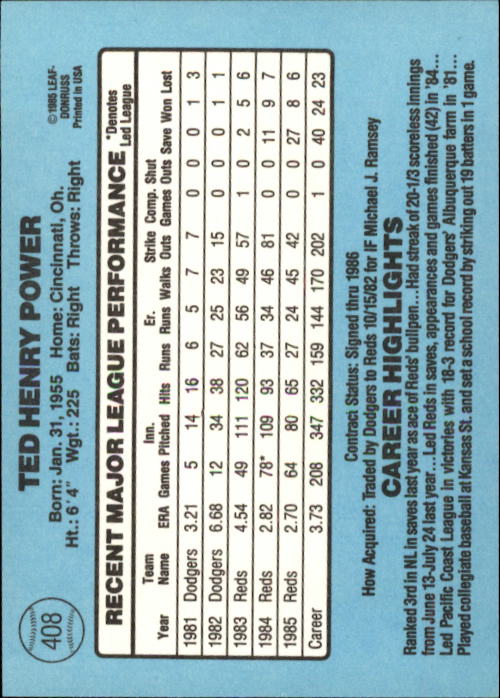 408
TED HENRY POWER
©1985 LEAF-
DONRUSS
Printed in USA
Born: Jan. 31, 1955 Home: Cincinnati, Oh.
Ht.: 6' 4" Wgt.: 225 Bats: Right Throws: Right
RECENT MAJOR LEAGUE PERFORMANCE *Denotes Led League
Year Team Name ERA Games Inn. Pitched Hits Runs Er. Runs Walks Strike Outs Comp. Games Shut Outs Save Won Lost
1981 Dodgers 3.21 5 14 16 6 5 7 7 0 0 0 1 3
1982 Dodgers 6.68 12 34 38 27 25 23 15 0 0 0 1 1
1983 Reds 4.54 49 111 120 62 56 49 57 1 0 2 5 6
1984 Reds 2.82 78* 109 93 37 34 46 81 0 0 11 9 7
1985 Reds 2.70 64 80 65 27 24 45 42 0 0 27 8 6
Career 3.73 208 347 332 159 144 170 202 1 0 40 24 23
Contract Status: Signed thru 1986
How Acquired: Traded by Dodgers to Reds 10/15/82 for IF Michael J. Ramsey
CAREER HIGHLIGHTS
Ranked 3rd in NL in saves last year as ace of Reds' bullpen... Had streak of 20-1/3 scoreless innings
from June 13-July 24 last year... Led Reds in saves, appearances and games finished (42) in '84...
Led Pacific Coast League in victories with 18-3 record for Dodgers' Albuquerque farm in '81...
Played collegiate baseball at Kansas St. and set a school record by striking out 19 batters in 1 game.